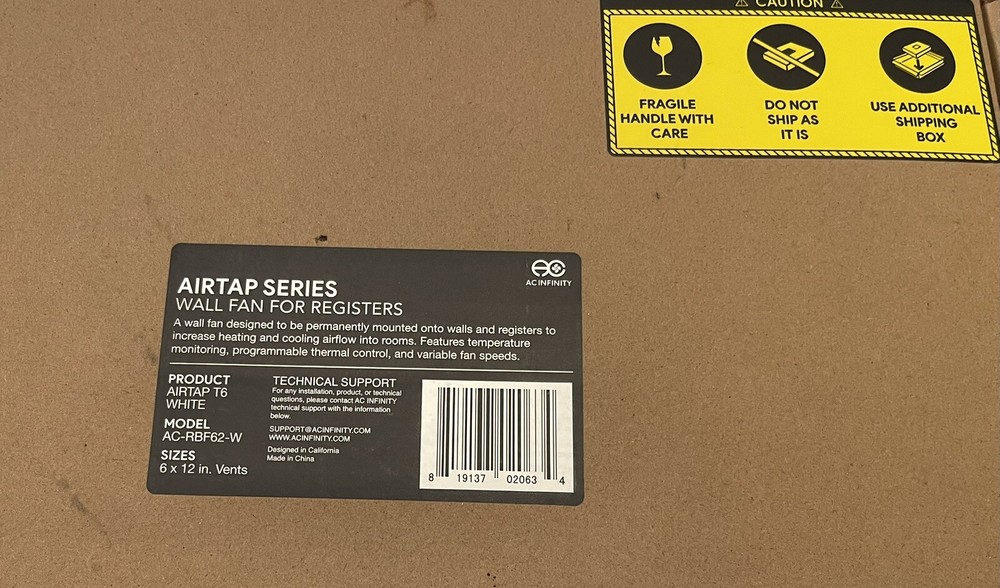 CAUTION
FRAGILE
HANDLE WITH
CARE
DO NOT
SHIP AS
IT IS
USE ADDITIONAL
SHIPPING
BOX
AC INFINITY
AIRTAP SERIES
WALL FAN FOR REGISTERS
A wall fan designed to be permanently mounted onto walls and registers to
increase heating and cooling airflow into rooms. Features temperature
monitoring, programmable thermal control, and variable fan speeds.
PRODUCT
AIRTAP T6
WHITE
MODEL
AC-RBF62-W
SIZES
6 x 12 in. Vents
TECHNICAL SUPPORT
For any installation, product, or technical
questions, please contact AC INFINITY
technical support with the information
below.
SUPPORT@ACINFINITY.COM
WWW.ACINFINITY.COM
Designed in California
Made in China
8 19137 02063 4